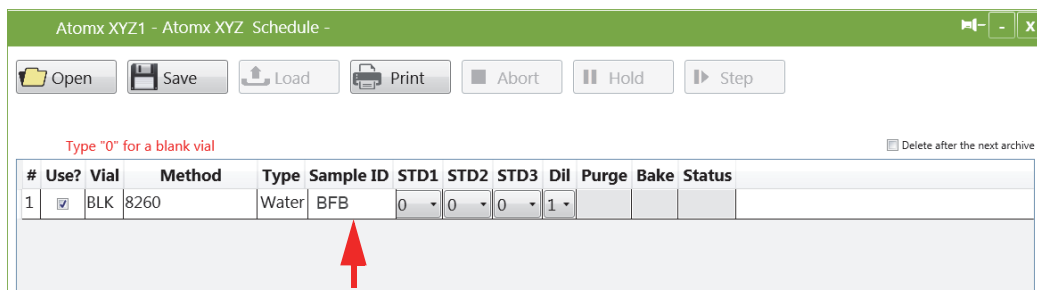 Atomx XYZ1 - Atomx XYZ Schedule -
- X
Open Save Load Print Abort Hold Step
Type "0" for a blank vial
Delete after the next archive
# Use? Vial Method Type Sample ID STD1 STD2 STD3 Dil Purge Bake Status
1 BLK 8260 Water BFB 0 0 0 1